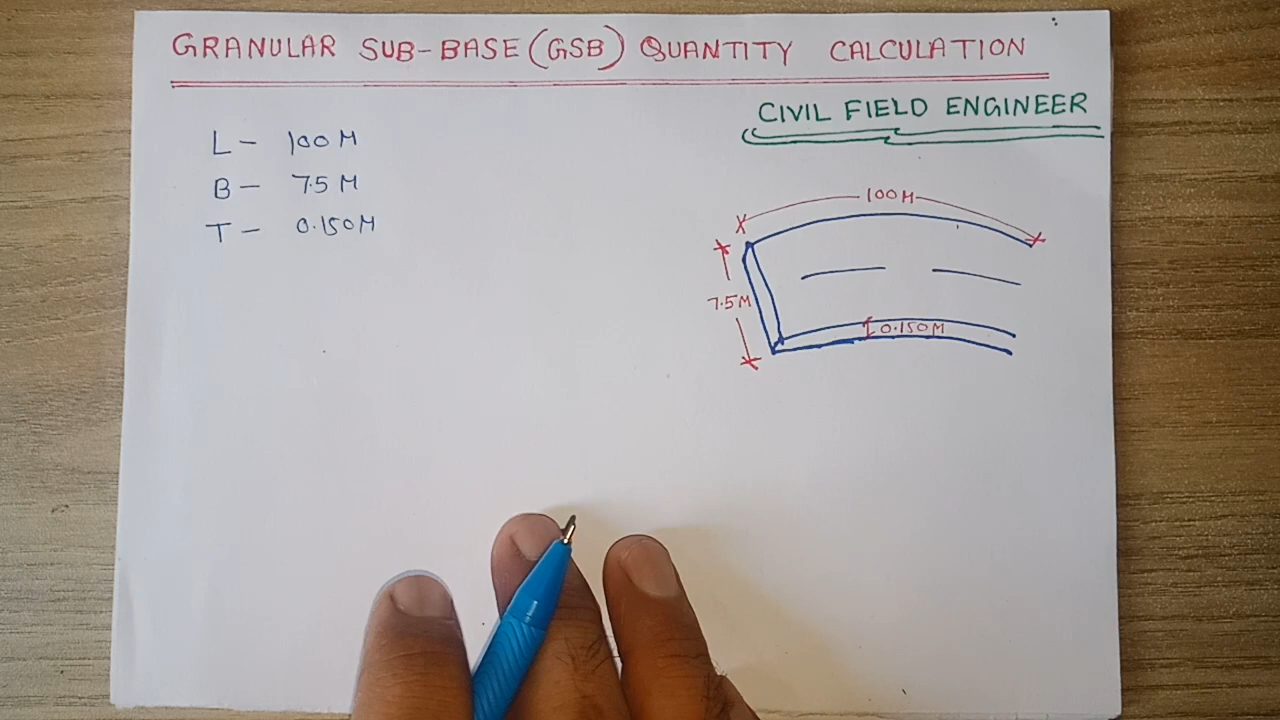 GRANULAR SUB-BASE (GSB) QUANTITY CALCULATION
CIVIL FIELD ENGINEER
L - 100 M
B - 7.5 M
T - 0.150 M
100 M
7.5 M
0.150 M